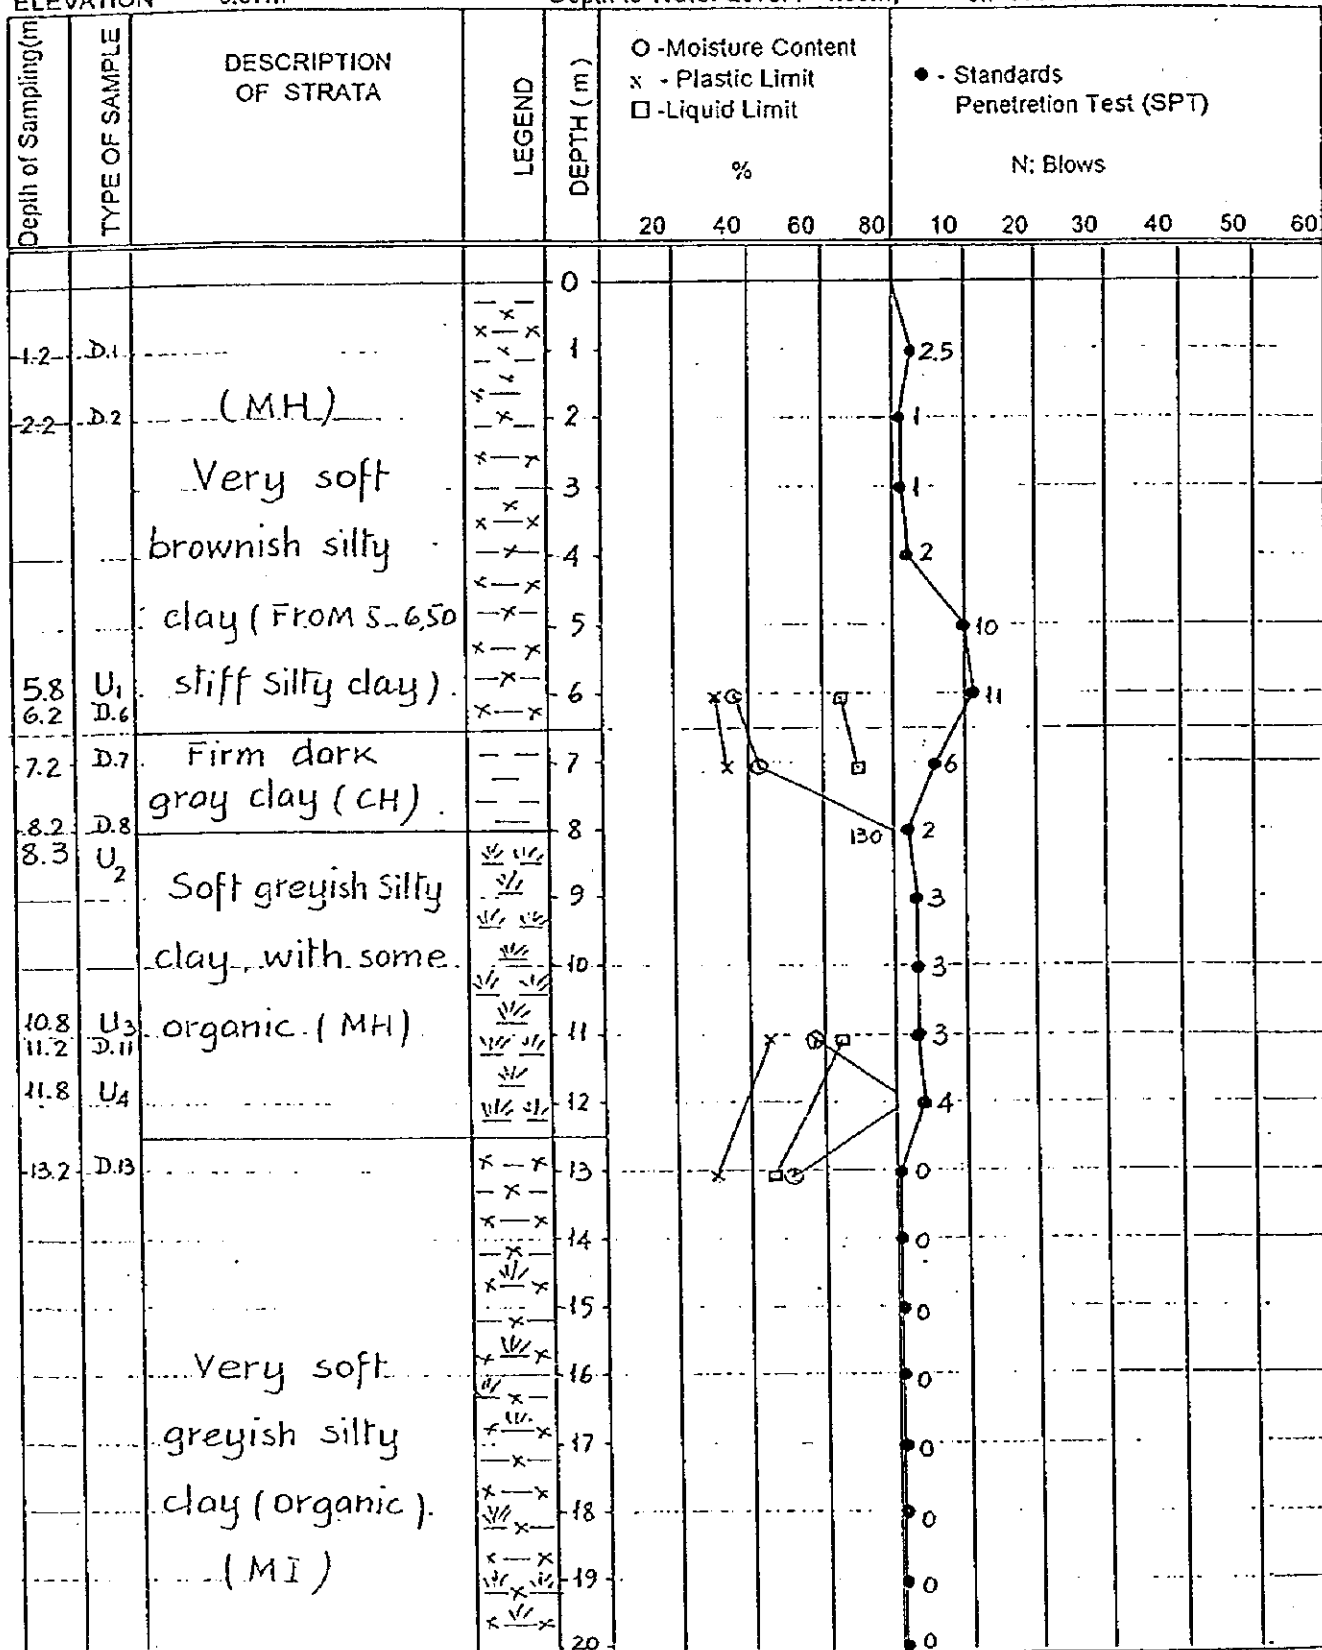 ELEVATION
Depth of Sampling(m)
TYPE OF SAMPLE
DESCRIPTION
OF STRATA
LEGEND
DEPTH ( m )
O -Moisture Content
x - Plastic Limit
□ -Liquid Limit
%
● - Standards
Penetretion Test (SPT)
N: Blows
20 40 60 80 10 20 30 40 50 60
0
1.2 D.1 1 2.5
(MH)
2.2 D.2 2 1
Very soft
3 1
brownish silty
4 2
clay ( FROM 5-6,50
5 10
stiff silty clay).
5.8 U1 6 11
6.2 D.6
Firm dark
7.2 D.7 7 6
gray clay ( CH ) .
8.2 D.8 8 130 2
8.3 U2
Soft greyish Silty
9 3
clay, with some
10 3
organic. ( MH )
10.8 U3 11 3
11.2 D.11
11.8 U4 12 4
13.2 D.13 13 0
14 0
15 0
Very soft
16 0
greyish silty
17 0
clay ( organic ).
18 0
( MI )
19 0
20 0